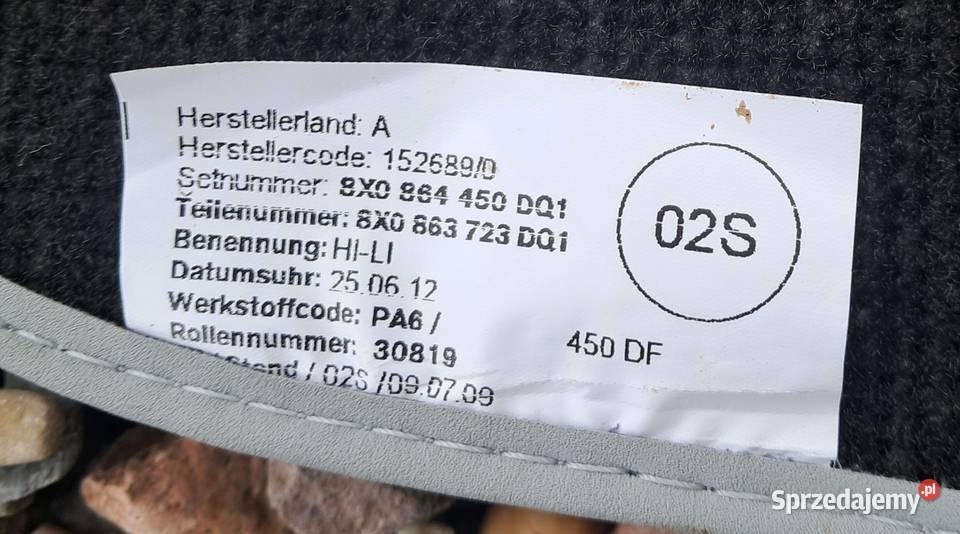 Herstellerland: A
Herstellercode: 152689/D
Setnummer: 8X0 864 450 DQ1
Teilenummer: 8X0 863 723 DQ1
Benennung: HI-LI
Datumsuhr: 25.06.12
Werkstoffcode: PA6 /
Rollennummer: 30819
Stand / 02S /09.07.09
02S
450 DF
Sprzedajemy.pl